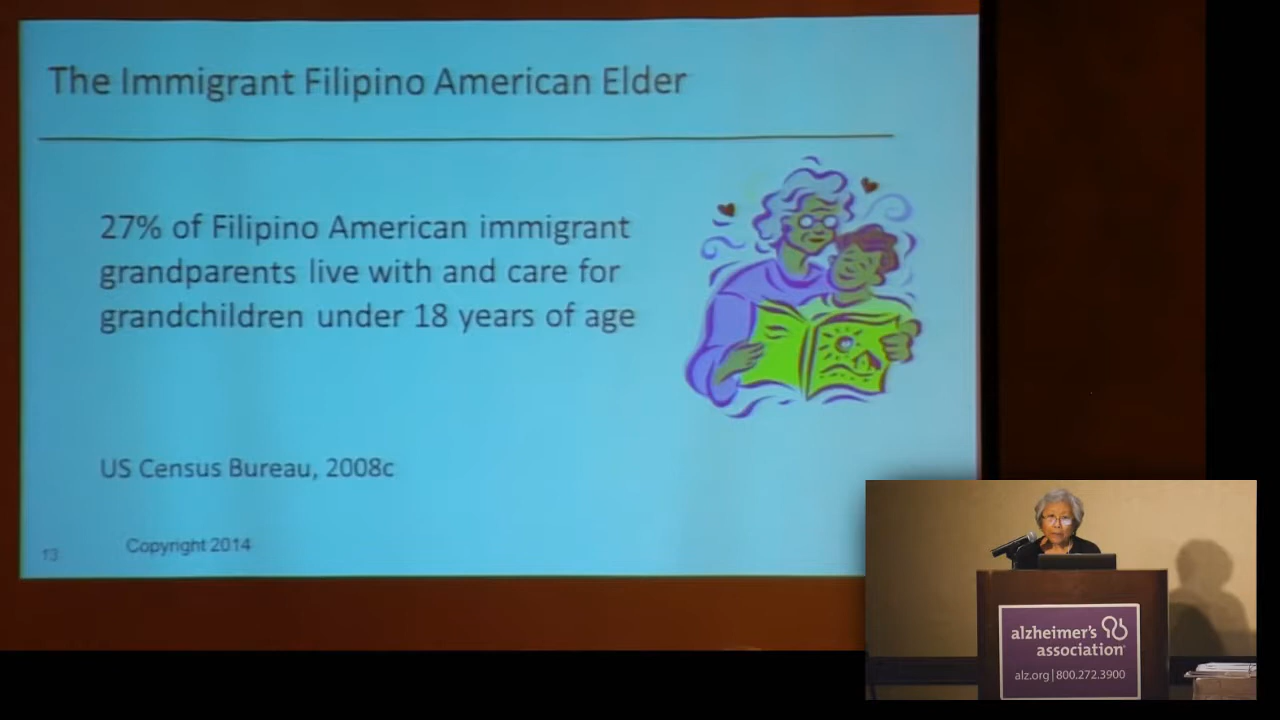 The Immigrant Filipino American Elder
27% of Filipino American immigrant
grandparents live with and care for
grandchildren under 18 years of age
US Census Bureau, 2008c
13
Copyright 2014
alzheimer's
association
alz.org | 800.272.3900